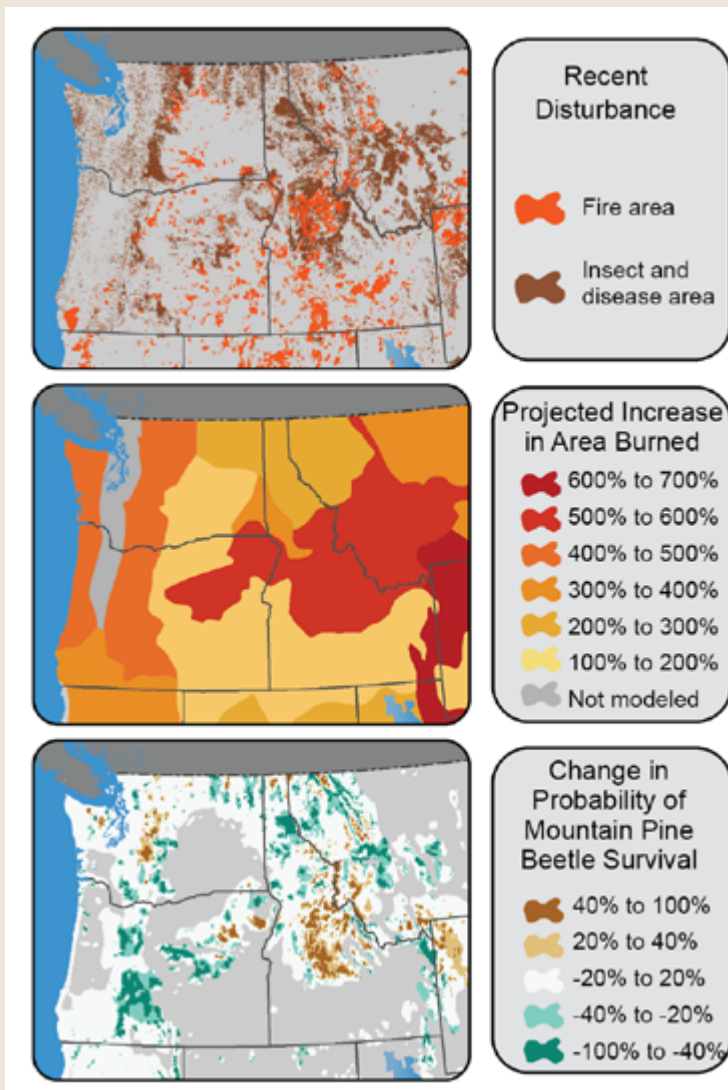 Recent
Disturbance
Fire area
Insect and
disease area
Projected Increase
in Area Burned
600% to 700%
500% to 600%
400% to 500%
300% to 400%
200% to 300%
100% to 200%
Not modeled
Change in
Probability of
Mountain Pine
Beetle Survival
40% to 100%
20% to 40%
-20% to 20%
-40% to -20%
-100% to -40%